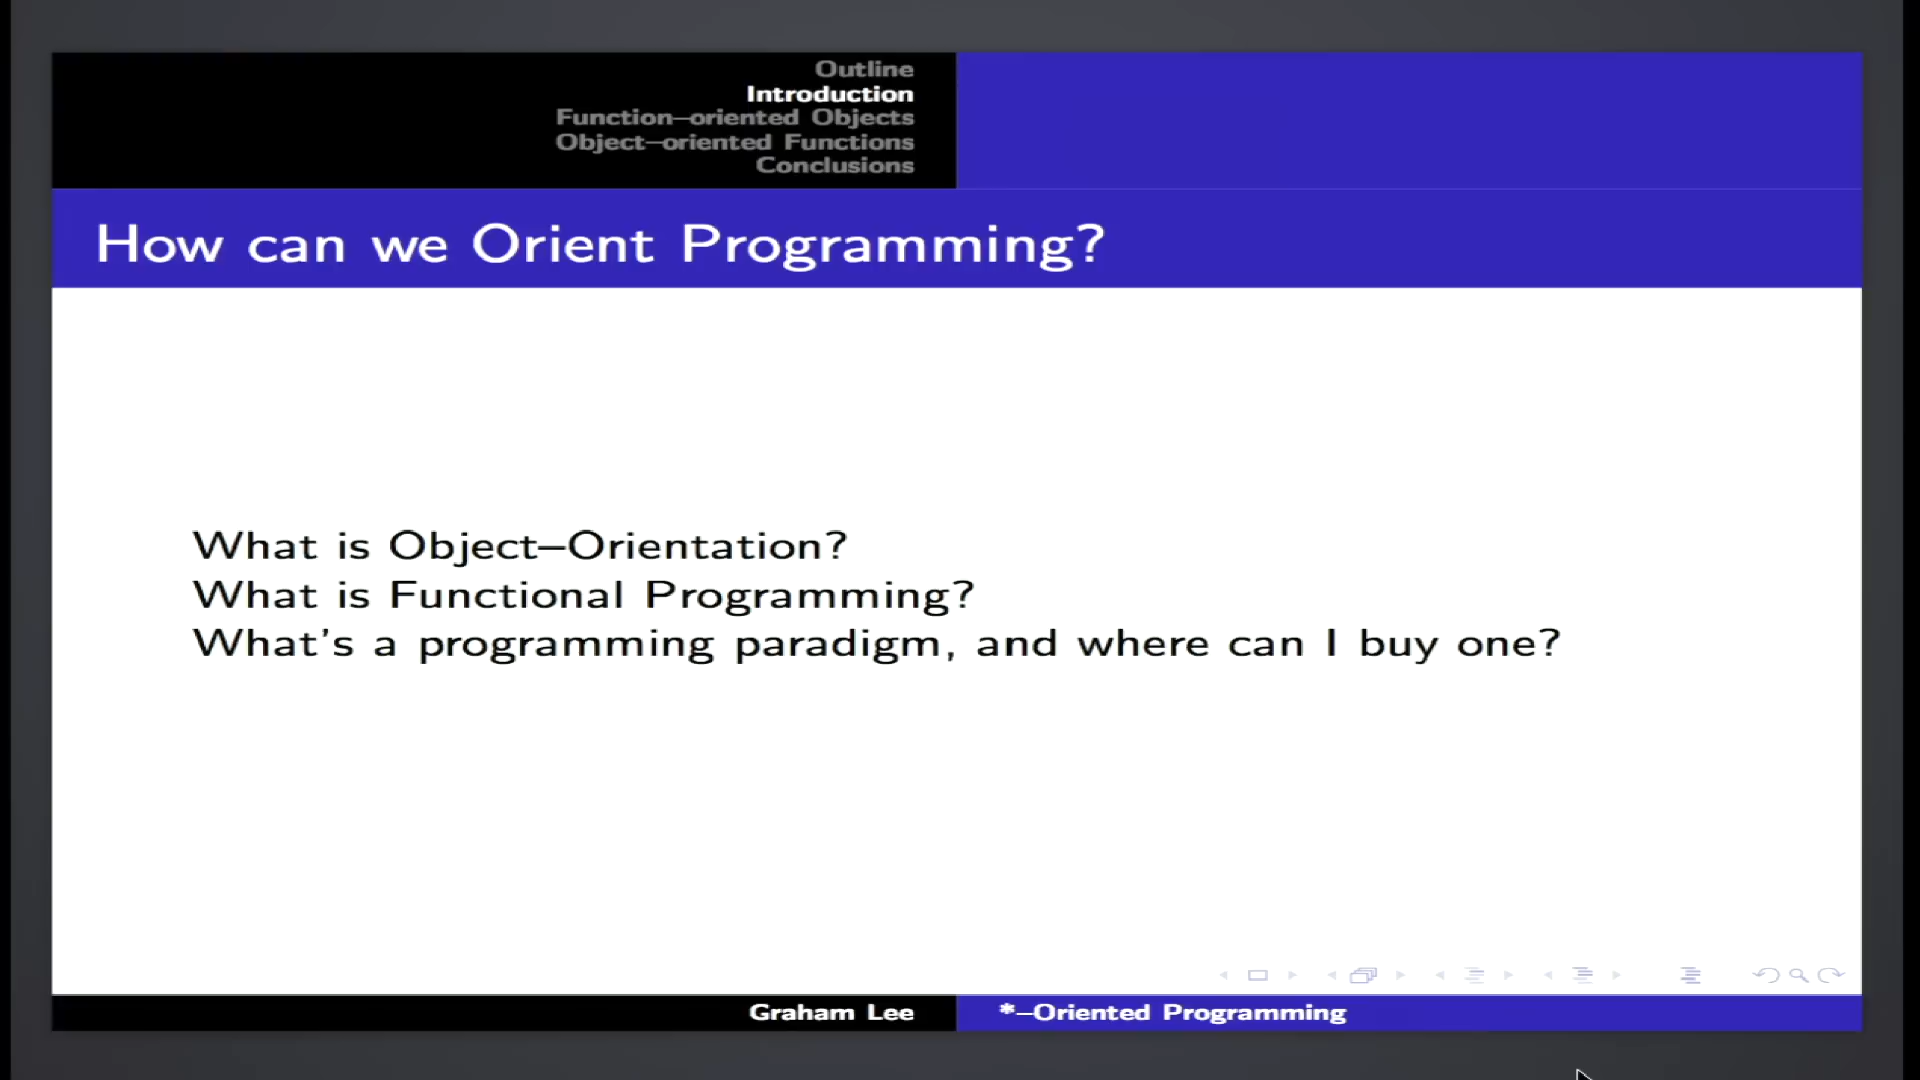 Outline
Introduction
Function–oriented Objects
Object–oriented Functions
Conclusions
How can we Orient Programming?
What is Object–Orientation?
What is Functional Programming?
What's a programming paradigm, and where can I buy one?
Graham Lee
*–Oriented Programming